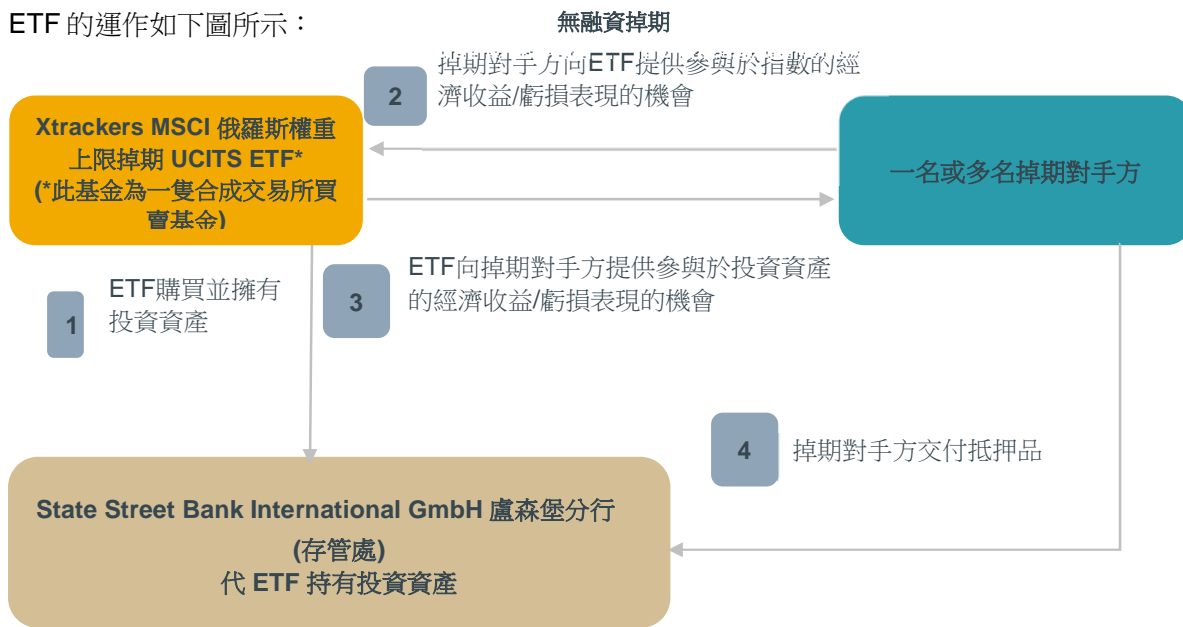 ETF 的運作如下圖所示：
無融資掉期
掉期對手方向ETF提供參與於指數的經
濟收益/虧損表現的機會
2
Xtrackers MSCI 俄羅斯權重
上限掉期 UCITS ETF*
(*此基金為一隻合成交易所買
賣基金)
一名或多名掉期對手方
ETF購買並擁有
投資資產
1
3
ETF向掉期對手方提供參與於投資資產
的經濟收益/虧損表現的機會
4
掉期對手方交付抵押品
State Street Bank International GmbH 盧森堡分行
(存管處)
代 ETF 持有投資資產